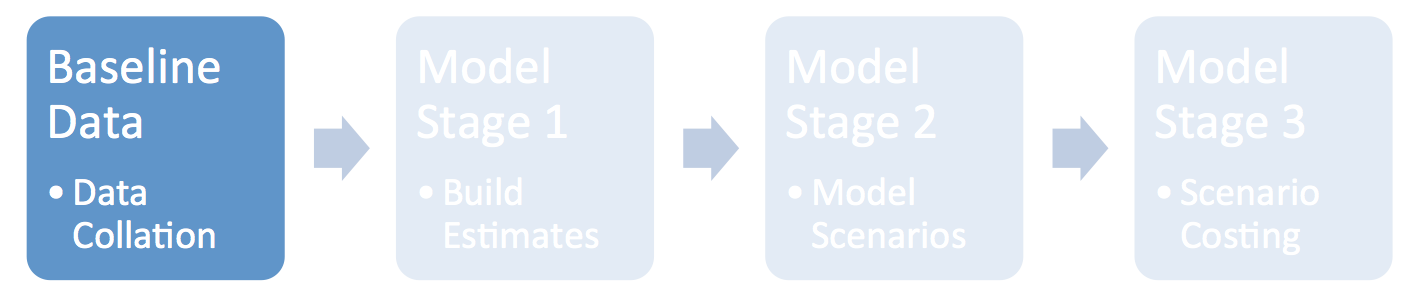 Baseline
Data
• Data
Collation
Model
Stage 1
• Build
Estimates
Model
Stage 2
• Model
Scenarios
Model
Stage 3
• Scenario
Costing